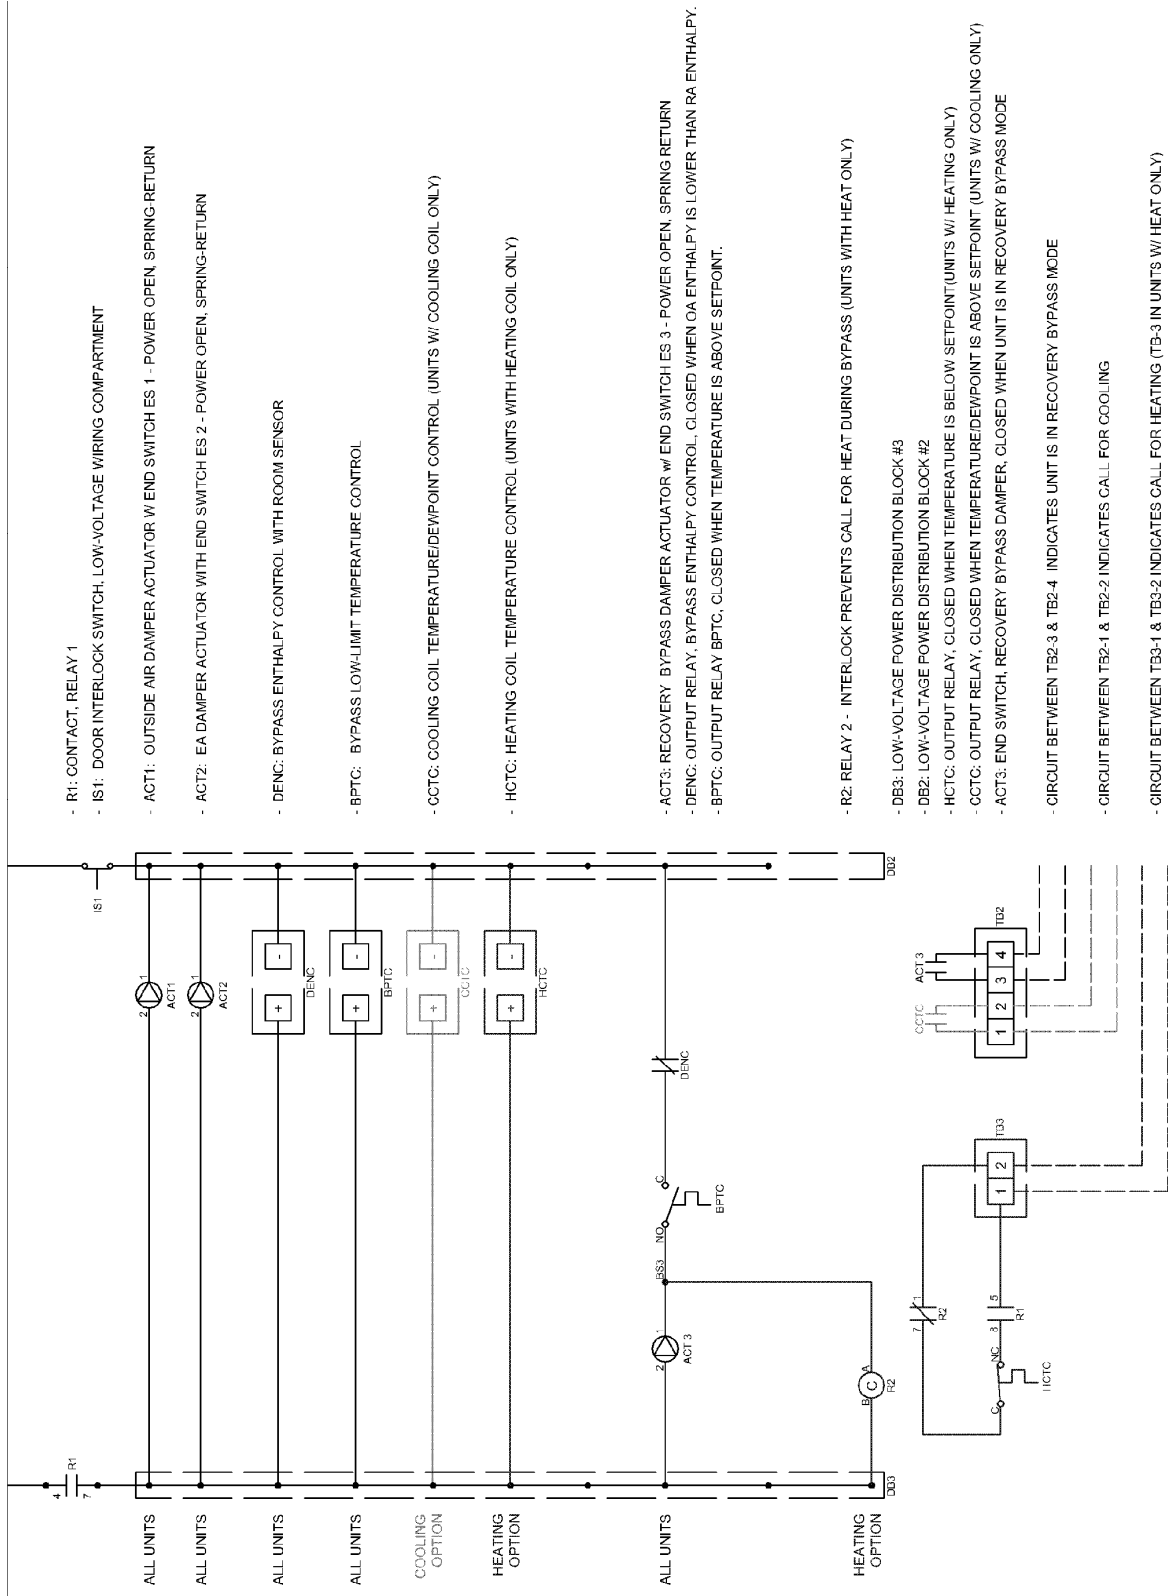 - R1: CONTACT, RELAY 1
- IS1: DOOR INTERLOCK SWITCH, LOW-VOLTAGE WIRING COMPARTMENT
- ACT1: OUTSIDE AIR DAMPER ACTUATOR W END SWITCH ES 1 - POWER OPEN, SPRING-RETURN
- ACT2: EA DAMPER ACTUATOR WITH END SWITCH ES 2 - POWER OPEN, SPRING-RETURN
- DENC: BYPASS ENTHALPY CONTROL WITH ROOM SENSOR
- BPTC: BYPASS LOW-LIMIT TEMPERATURE CONTROL
- CCTC: COOLING COIL TEMPERATURE/DEWPOINT CONTROL (UNITS W/ COOLING COIL ONLY)
- HCTC: HEATING COIL TEMPERATURE CONTROL (UNITS WITH HEATING COIL ONLY)
- ACT3: RECOVERY BYPASS DAMPER ACTUATOR w/ END SWITCH ES 3 - POWER OPEN, SPRING RETURN
- DENC: OUTPUT RELAY, BYPASS ENTHALPY CONTROL, CLOSED WHEN OA ENTHALPY IS LOWER THAN RA ENTHALPY.
- BPTC: OUTPUT RELAY BPTC, CLOSED WHEN TEMPERATURE IS ABOVE SETPOINT.
- R2: RELAY 2 - INTERLOCK PREVENTS CALL FOR HEAT DURING BYPASS (UNITS WITH HEAT ONLY)
- DB3: LOW-VOLTAGE POWER DISTRIBUTION BLOCK #3
- DB2: LOW-VOLTAGE POWER DISTRIBUTION BLOCK #2
- HCTC: OUTPUT RELAY, CLOSED WHEN TEMPERATURE IS BELOW SETPOINT(UNITS W/ HEATING ONLY)
- CCTC: OUTPUT RELAY, CLOSED WHEN TEMPERATURE/DEWPOINT IS ABOVE SETPOINT (UNITS W/ COOLING ONLY)
- ACT3: END SWITCH, RECOVERY BYPASS DAMPER, CLOSED WHEN UNIT IS IN RECOVERY BYPASS MODE
- CIRCUIT BETWEEN TB2-3 & TB2-4 INDICATES UNIT IS IN RECOVERY BYPASS MODE
- CIRCUIT BETWEEN TB2-1 & TB2-2 INDICATES CALL FOR COOLING
- CIRCUIT BETWEEN TB3-1 & TB3-2 INDICATES CALL FOR HEATING (TB-3 IN UNITS W/ HEAT ONLY)
4 7 R1
IS1
ALL UNITS
2 1 ACT1
ALL UNITS
2 1 ACT2
ALL UNITS
+ - DENC
ALL UNITS
+ - BPTC
COOLING
OPTION
+ - CCTC
HEATING
OPTION
+ - HCTC
ALL UNITS
2 1 ACT 3
BS3
NO C BPTC
DENC
HEATING
OPTION
B C A R2
DB3
DB2
7 1 R2
C NC HCTC
8 5 R1
TB3
1 2
CCTC
ACT 3
TB2
1 2 3 4